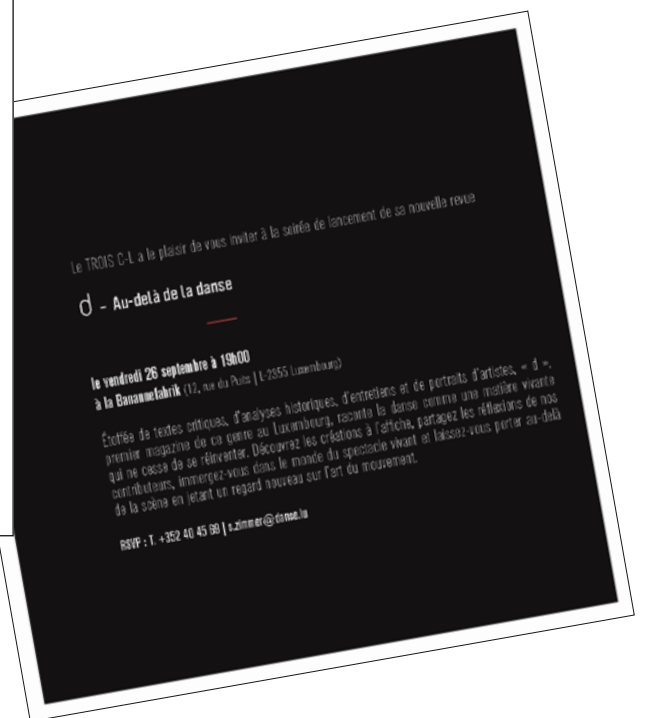 Le TROIS C-L a le plaisir de vous inviter à la soirée de lancement de sa nouvelle revue
d - Au-delà de la danse
le vendredi 26 septembre à 19h00
à la Banannefabrik (12, rue du Puits | L-2355 Luxembourg)
Étoffée de textes critiques, d'analyses historiques, d'entretiens et de portraits d'artistes, « d »,
premier magazine de ce genre au Luxembourg, raconte la danse comme une matière vivante
qui ne cesse de se réinventer. Découvrez les créations à l'affiche, partagez les réflexions de nos
contributeurs, immergez-vous dans le monde du spectacle vivant et laissez-vous porter au-delà
de la scène en jetant un regard nouveau sur l'art du mouvement.
RSVP : T. +352 40 45 69 | s.zimmer@danse.lu